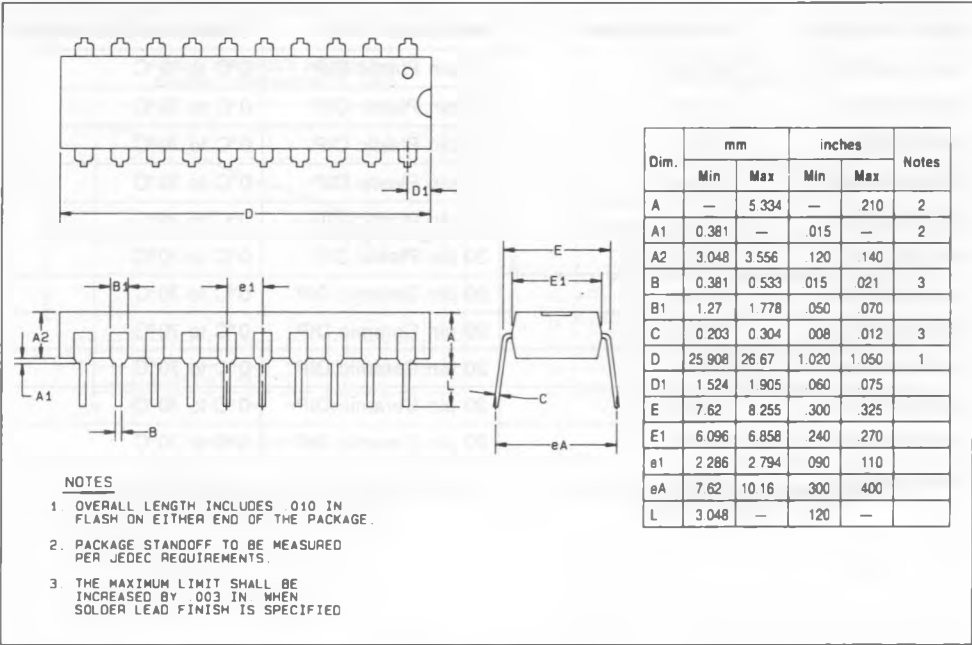 D1
D
B1
e1
A2
A
A1
L
B
E
E1
C
eA
Dim. mm inches Notes
Min Max Min Max
A — 5.334 — .210 2
A1 0.381 — .015 — 2
A2 3.048 3.556 .120 .140
B 0.381 0.533 .015 .021 3
B1 1.27 1.778 .050 .070
C 0.203 0.304 .008 .012 3
D 25.908 26.67 1.020 1.050 1
D1 1.524 1.905 .060 .075
E 7.62 8.255 .300 .325
E1 6.096 6.858 .240 .270
e1 2 286 2.794 090 110
eA 7.62 10.16 300 400
L 3 048 — 120 —
NOTES
1. OVERALL LENGTH INCLUDES .010 IN
FLASH ON EITHER END OF THE PACKAGE.
2. PACKAGE STANDOFF TO BE MEASURED
PER JEDEC REQUIREMENTS.
3 THE MAXIMUM LIMIT SHALL BE
INCREASED BY .003 IN WHEN
SOLDER LEAD FINISH IS SPECIFIED